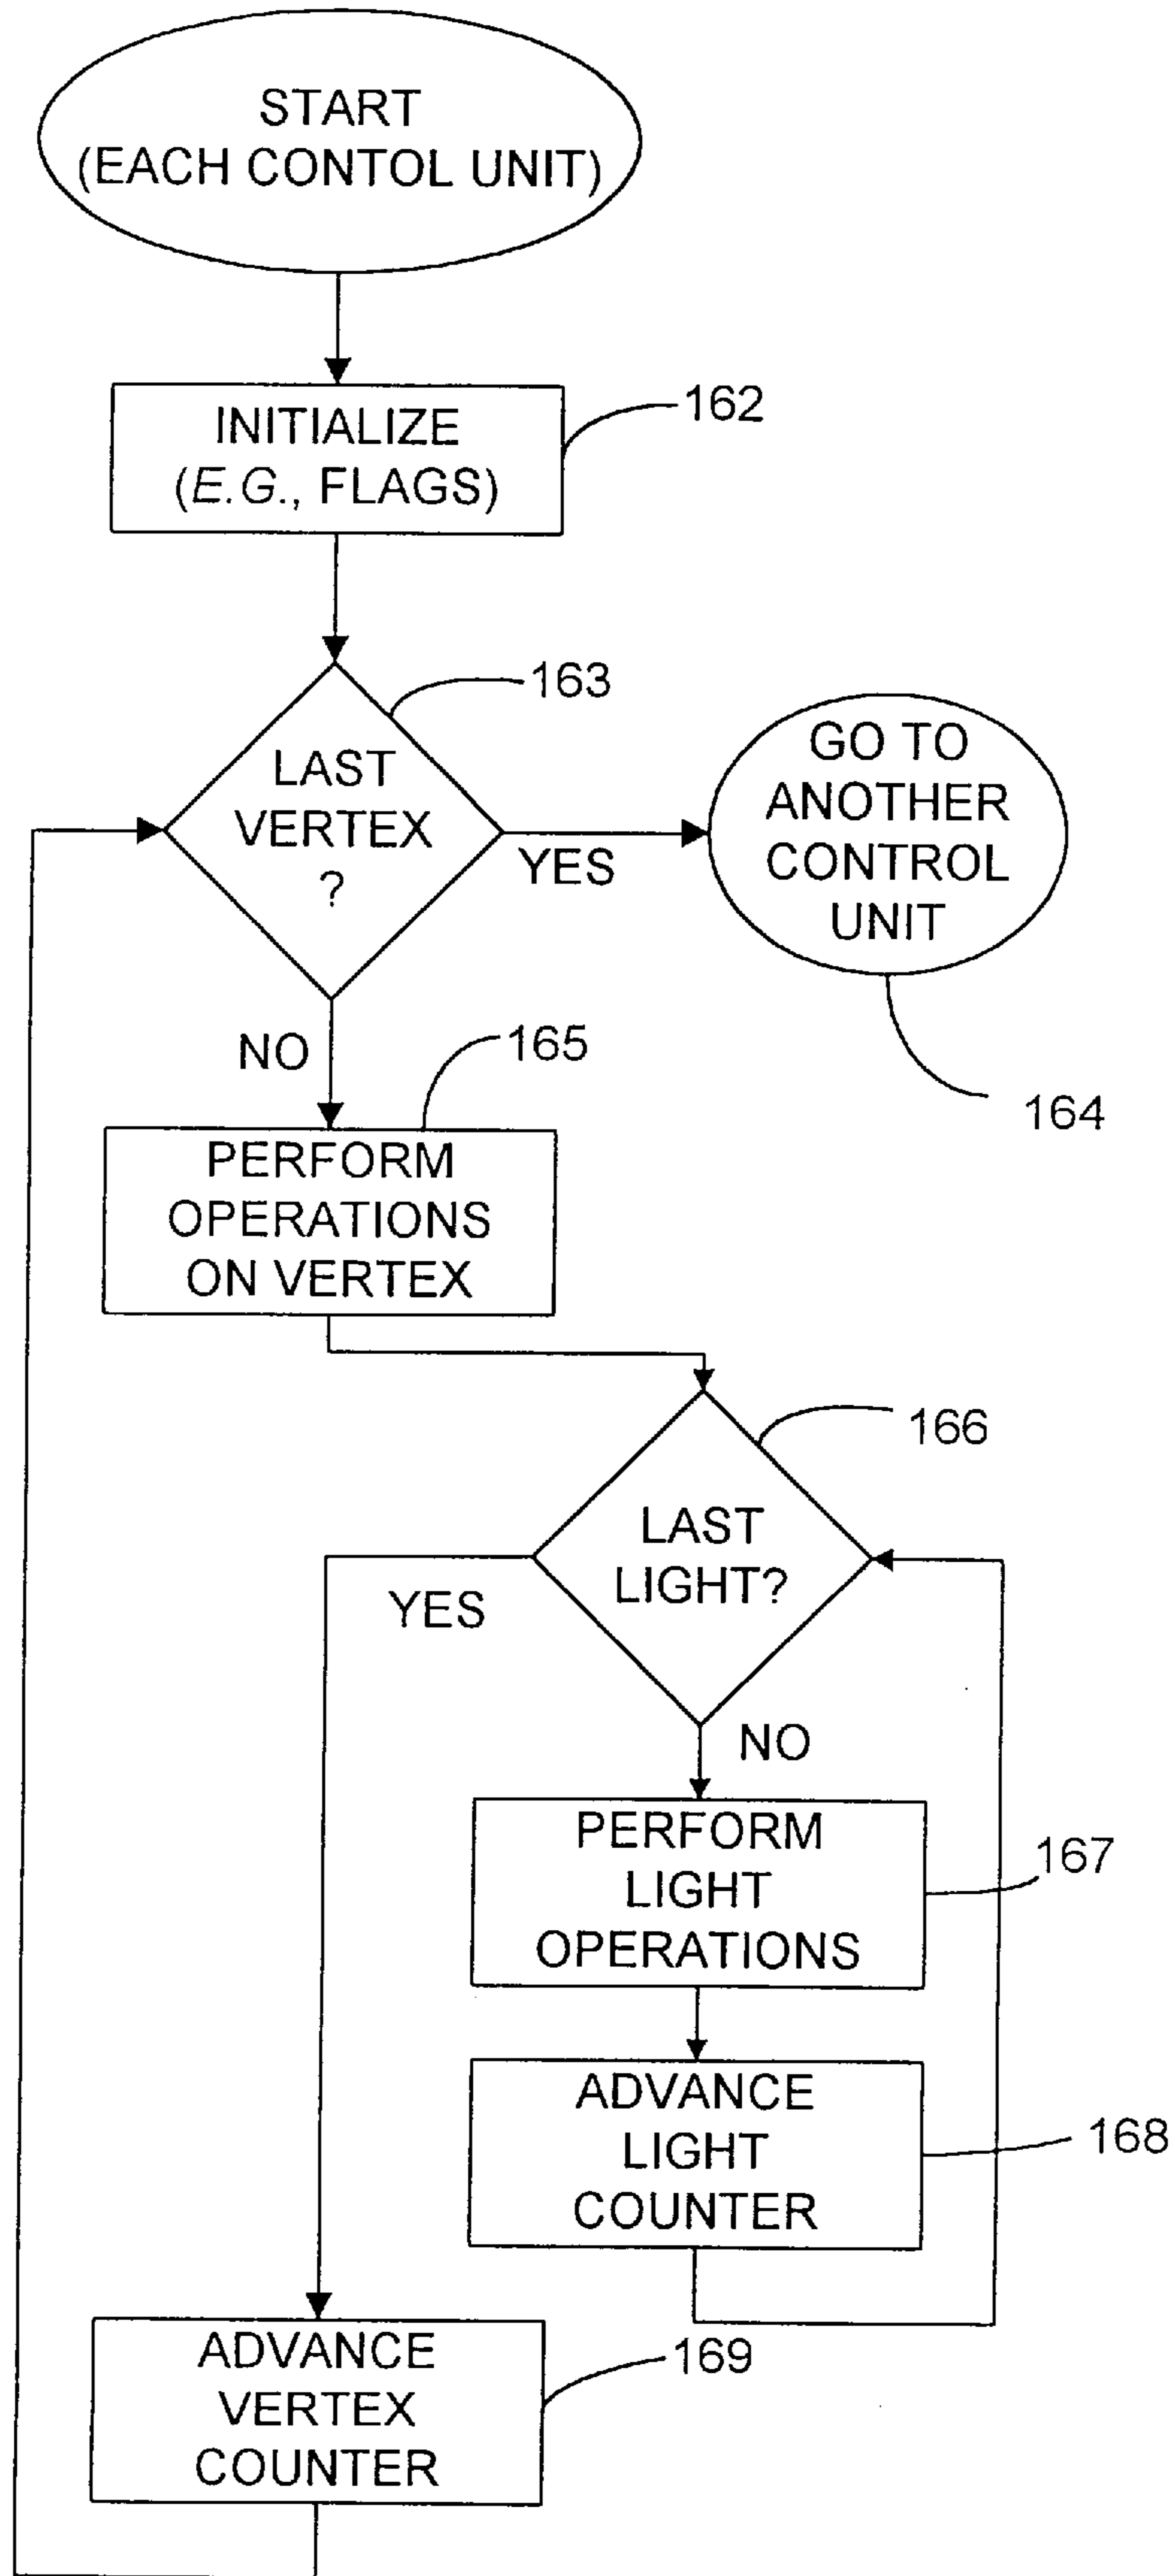 START
(EACH CONTOL UNIT)
INITIALIZE
(E.G., FLAGS)
162
163
LAST
VERTEX
?
YES
GO TO
ANOTHER
CONTROL
UNIT
164
NO
165
PERFORM
OPERATIONS
ON VERTEX
166
LAST
LIGHT?
YES
NO
PERFORM
LIGHT
OPERATIONS
167
ADVANCE
LIGHT
COUNTER
168
ADVANCE
VERTEX
COUNTER
169